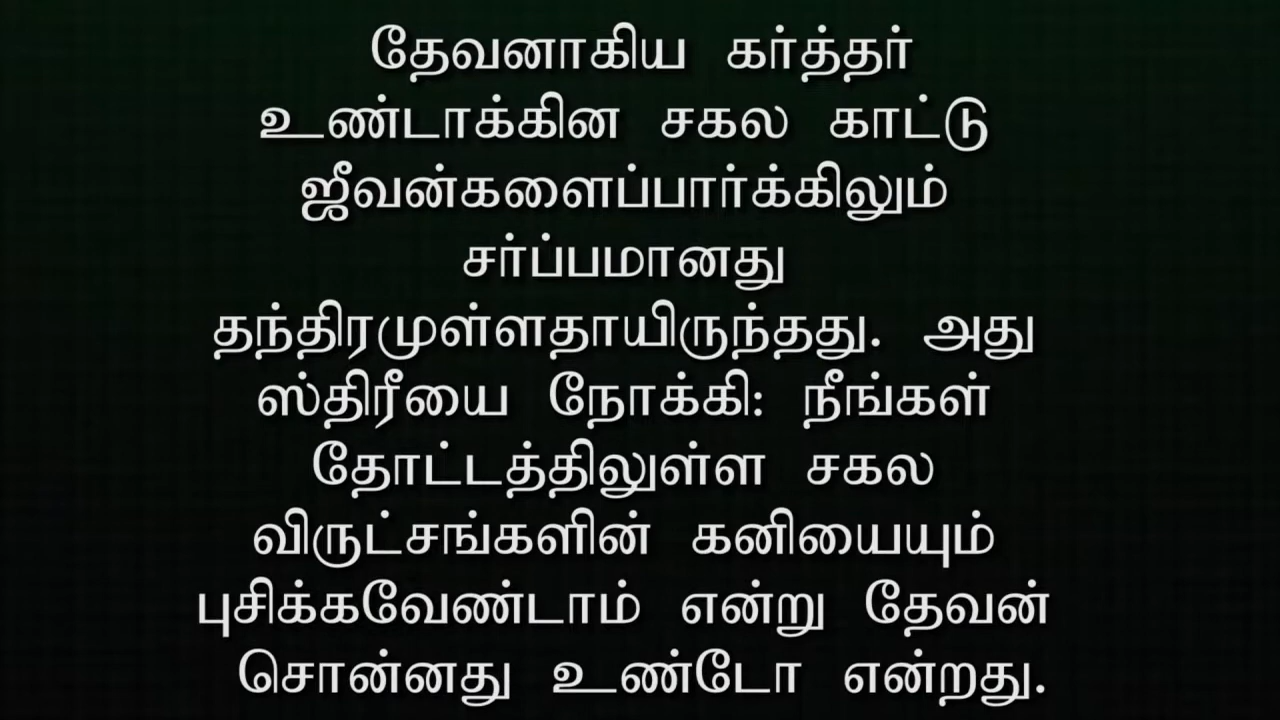 தேவனாகிய கர்த்தர்
உண்டாக்கின சகல காட்டு
ஜீவன்களைப்பார்க்கிலும்
சர்ப்பமானது
தந்திரமுள்ளதாயிருந்தது. அது
ஸ்திரீயை நோக்கி: நீங்கள்
தோட்டத்திலுள்ள சகல
விருட்சங்களின் கனியையும்
புசிக்கவேண்டாம் என்று தேவன்
சொன்னது உண்டோ என்றது.